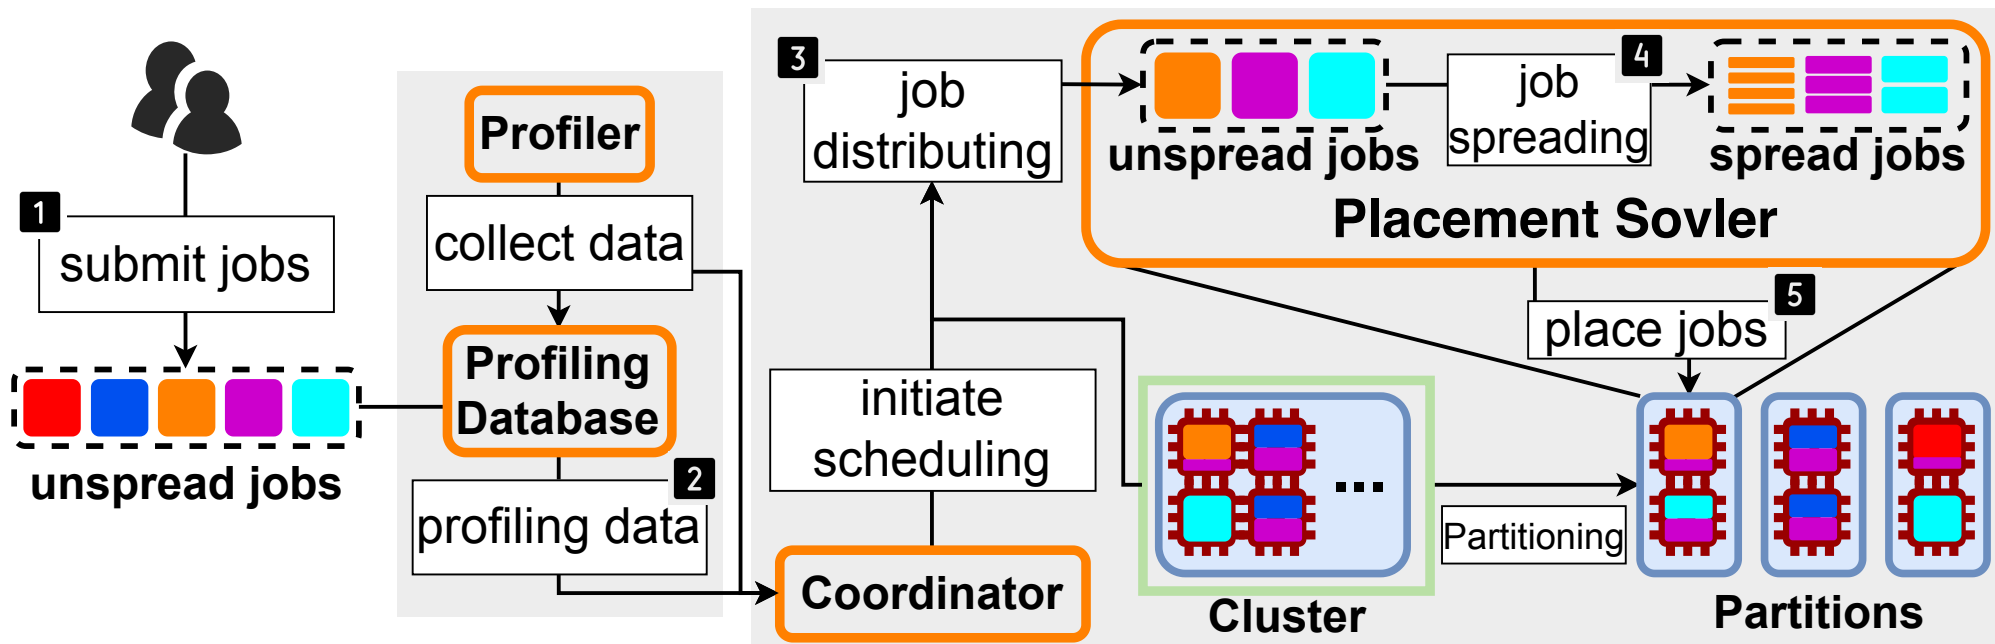 1
submit jobs
unspread jobs
Profiler
collect data
Profiling
Database
2
profiling data
Coordinator
initiate
scheduling
3
job
distributing
unspread jobs
4
job
spreading
spread jobs
Placement Sovler
5
place jobs
...
Cluster
Partitioning
Partitions